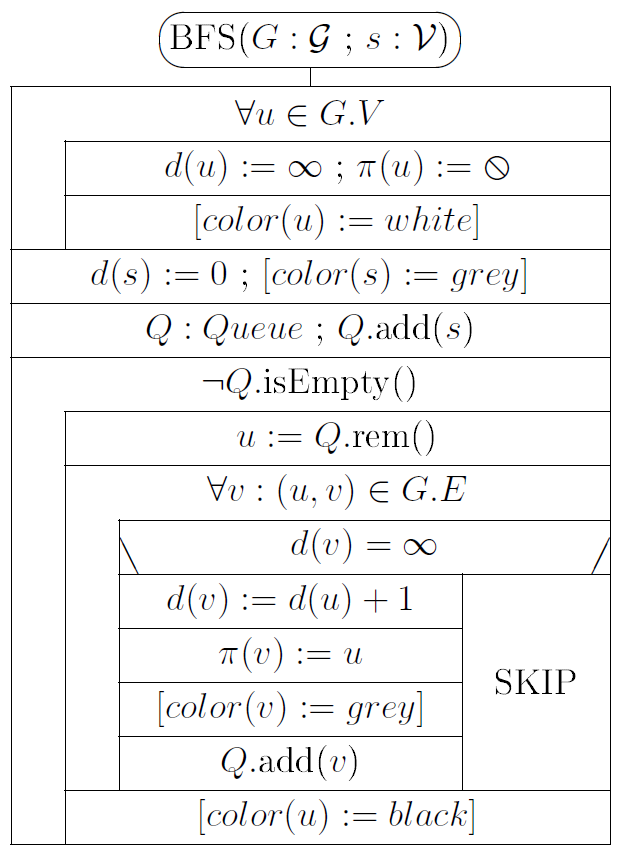 BFS(G : 𝓖 ; s : 𝓥)
∀u ∈ G.V
d(u) := ∞ ; π(u) := ⦸
[color(u) := white]
d(s) := 0 ; [color(s) := grey]
Q : Queue ; Q.add(s)
¬Q.isEmpty()
u := Q.rem()
∀v : (u, v) ∈ G.E
d(v) = ∞
d(v) := d(u) + 1
π(v) := u
SKIP
[color(v) := grey]
Q.add(v)
[color(u) := black]